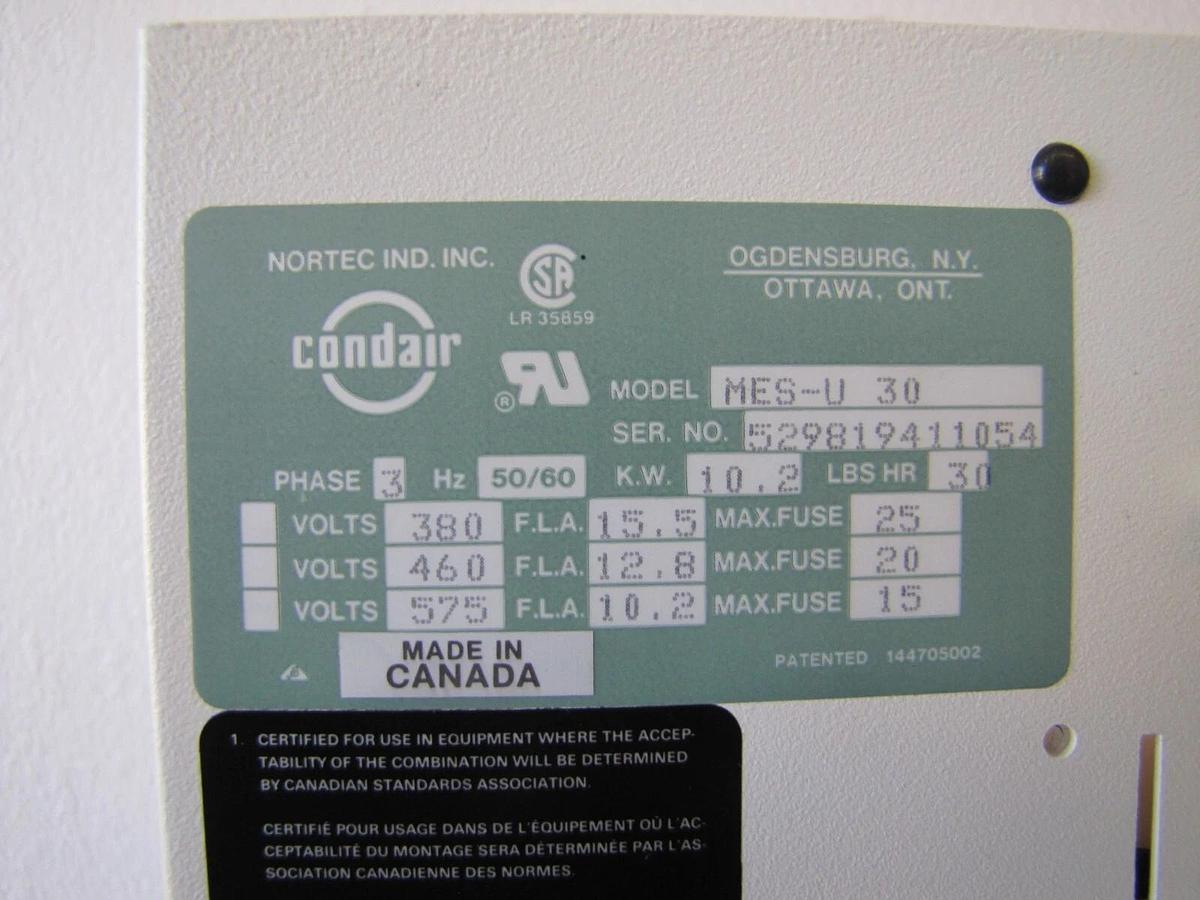 NORTEC IND. INC.
SA
LR 35859
OGDENSBURG, N.Y.
OTTAWA, ONT.
condair
®
MODEL MES-U 30
SER. NO. 529819411054
PHASE 3 Hz 50/60 K.W. 10.2 LBS HR 30
VOLTS 380 F.L.A. 15.5 MAX.FUSE 25
VOLTS 460 F.L.A. 12.8 MAX.FUSE 20
VOLTS 575 F.L.A. 10.2 MAX.FUSE 15
MADE IN
CANADA
PATENTED 144705002
1. CERTIFIED FOR USE IN EQUIPMENT WHERE THE ACCEP-
TABILITY OF THE COMBINATION WILL BE DETERMINED
BY CANADIAN STANDARDS ASSOCIATION.
CERTIFIÉ POUR USAGE DANS DE L'ÉQUIPEMENT OÙ L'AC-
CEPTABILITÉ DU MONTAGE SERA DÉTERMINÉE PAR L'AS-
SOCIATION CANADIENNE DES NORMES.